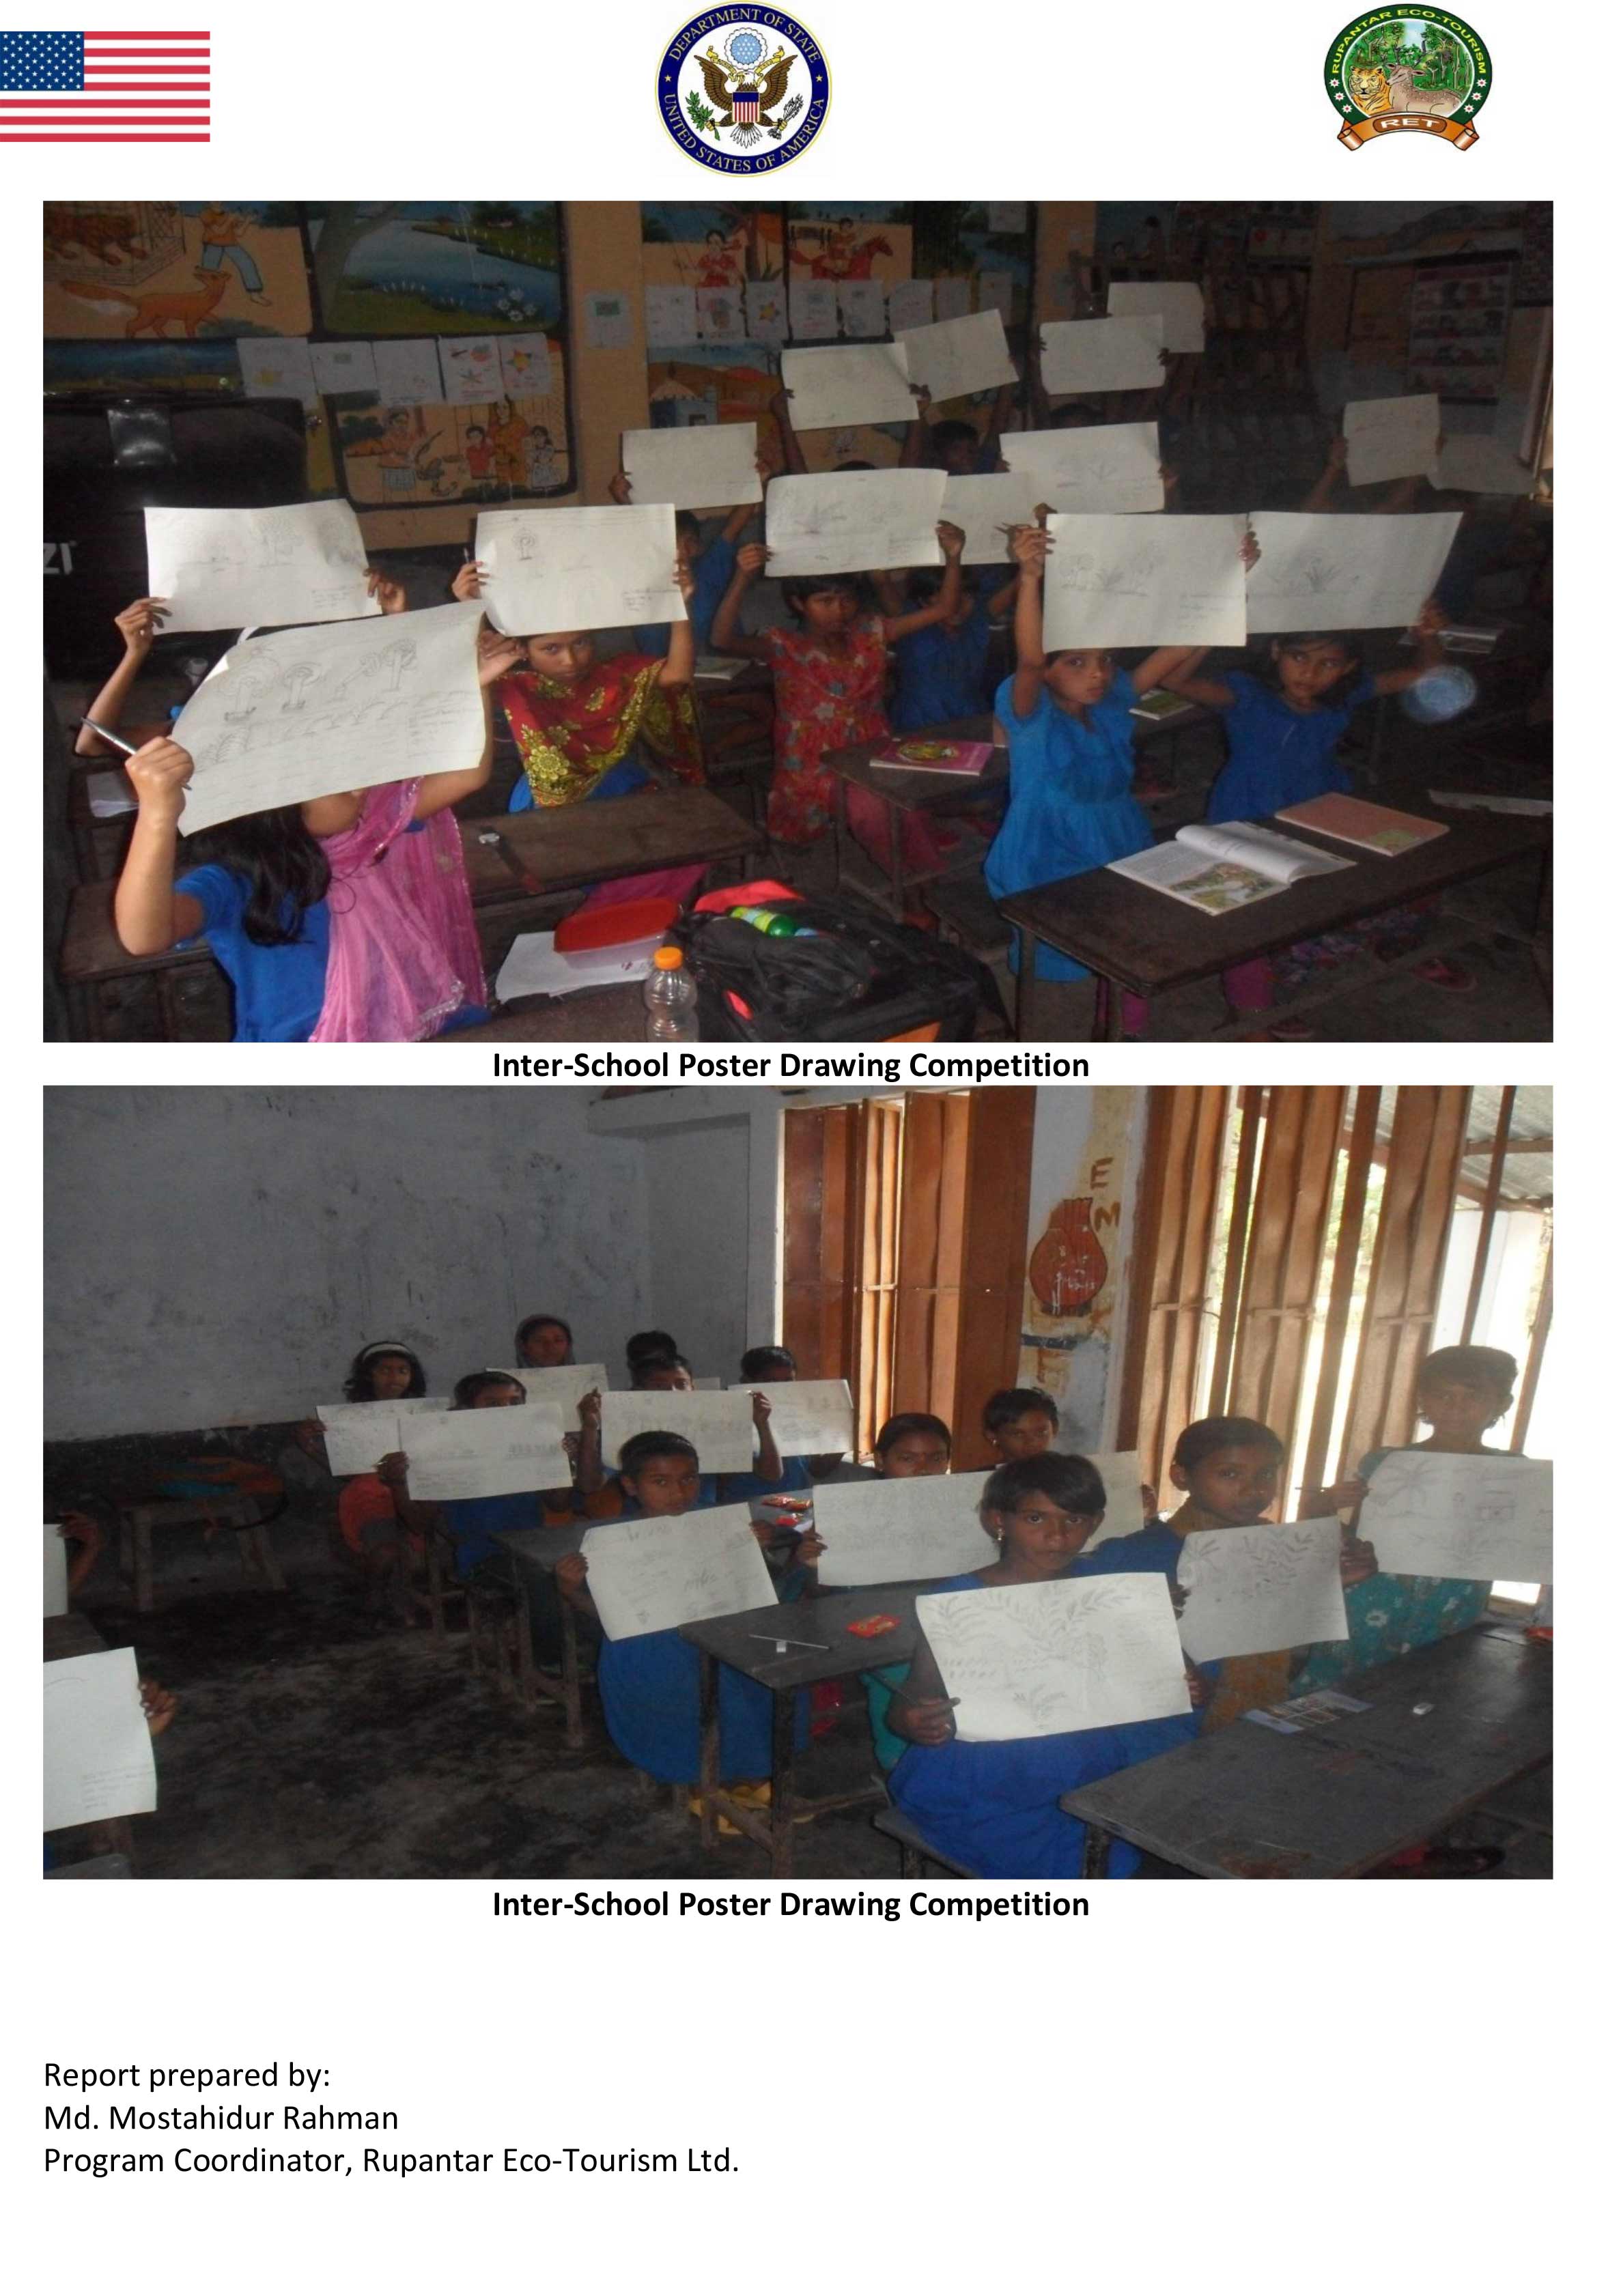 DEPARTMENT OF STATE
UNITED STATES OF AMERICA
RUPANTAR ECO-TOURISM
RET
Inter-School Poster Drawing Competition
E
M
Inter-School Poster Drawing Competition
Report prepared by:
Md. Mostahidur Rahman
Program Coordinator, Rupantar Eco-Tourism Ltd.